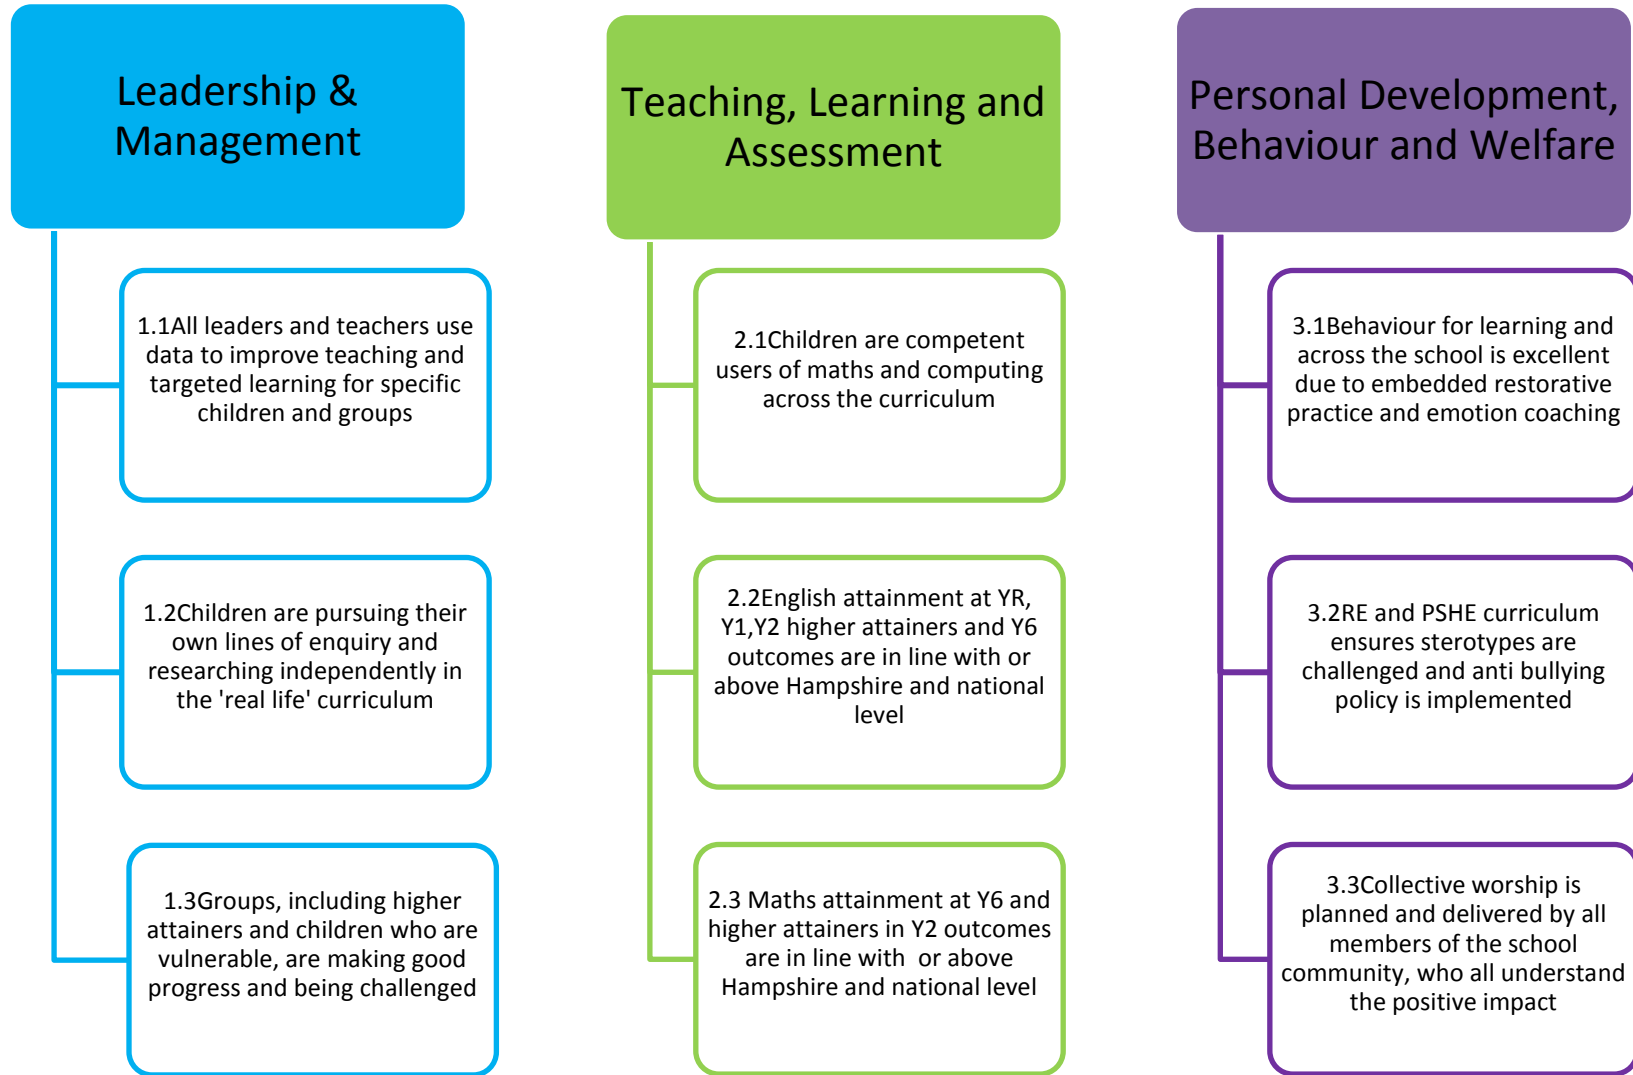 Leadership &
Management
1.1All leaders and teachers use
data to improve teaching and
targeted learning for specific
children and groups
1.2Children are pursuing their
own lines of enquiry and
researching independently in
the 'real life' curriculum
1.3Groups, including higher
attainers and children who are
vulnerable, are making good
progress and being challenged
Teaching, Learning and
Assessment
2.1Children are competent
users of maths and computing
across the curriculum
2.2English attainment at YR,
Y1,Y2 higher attainers and Y6
outcomes are in line with or
above Hampshire and national
level
2.3 Maths attainment at Y6 and
higher attainers in Y2 outcomes
are in line with  or above
Hampshire and national level
Personal Development,
Behaviour and Welfare
3.1Behaviour for learning and
across the school is excellent
due to embedded restorative
practice and emotion coaching
3.2RE and PSHE curriculum
ensures sterotypes are
challenged and anti bullying
policy is implemented
3.3Collective worship is
planned and delivered by all
members of the school
community, who all understand
the positive impact